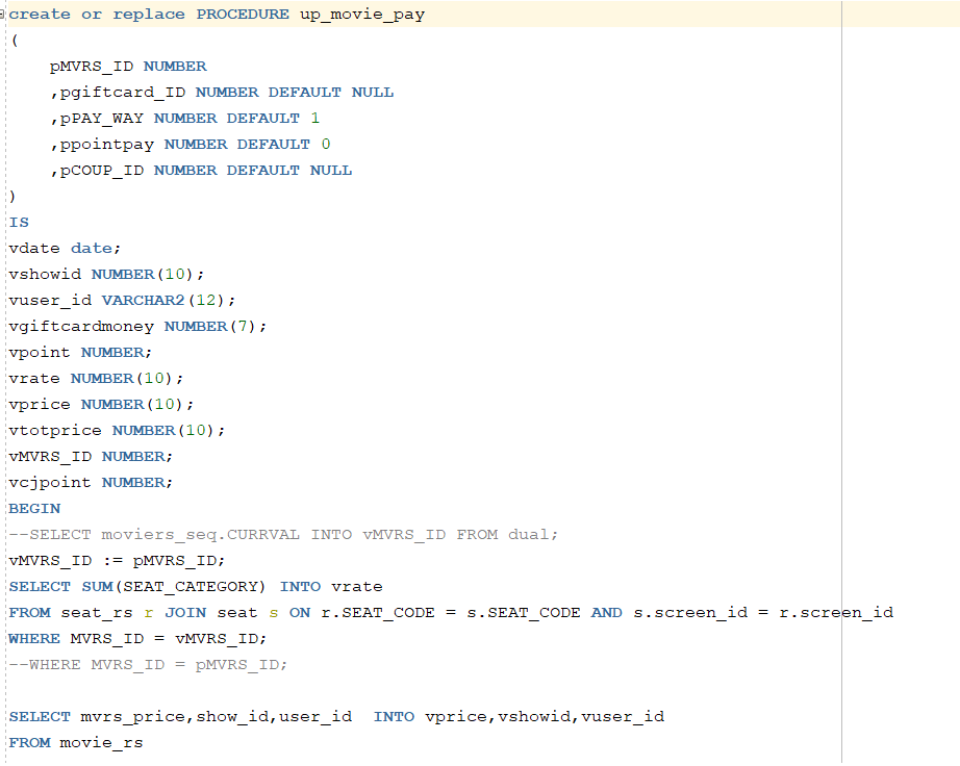 create or replace PROCEDURE up_movie_pay
(
    pMVRS_ID NUMBER
    ,pgiftcard_ID NUMBER DEFAULT NULL
    ,pPAY_WAY NUMBER DEFAULT 1
    ,ppointpay NUMBER DEFAULT 0
    ,pCOUP_ID NUMBER DEFAULT NULL
)
IS
vdate date;
vshowid NUMBER(10);
vuser_id VARCHAR2(12);
vgiftcardmoney NUMBER(7);
vpoint NUMBER;
vrate NUMBER(10);
vprice NUMBER(10);
vtotprice NUMBER(10);
vMVRS_ID NUMBER;
vcjpoint NUMBER;
BEGIN
--SELECT moviers_seq.CURRVAL INTO vMVRS_ID FROM dual;
vMVRS_ID := pMVRS_ID;
SELECT SUM(SEAT_CATEGORY) INTO vrate
FROM seat_rs r JOIN seat s ON r.SEAT_CODE = s.SEAT_CODE AND s.screen_id = r.screen_id
WHERE MVRS_ID = vMVRS_ID;
--WHERE MVRS_ID = pMVRS_ID;

SELECT mvrs_price,show_id,user_id  INTO vprice,vshowid,vuser_id
FROM movie_rs